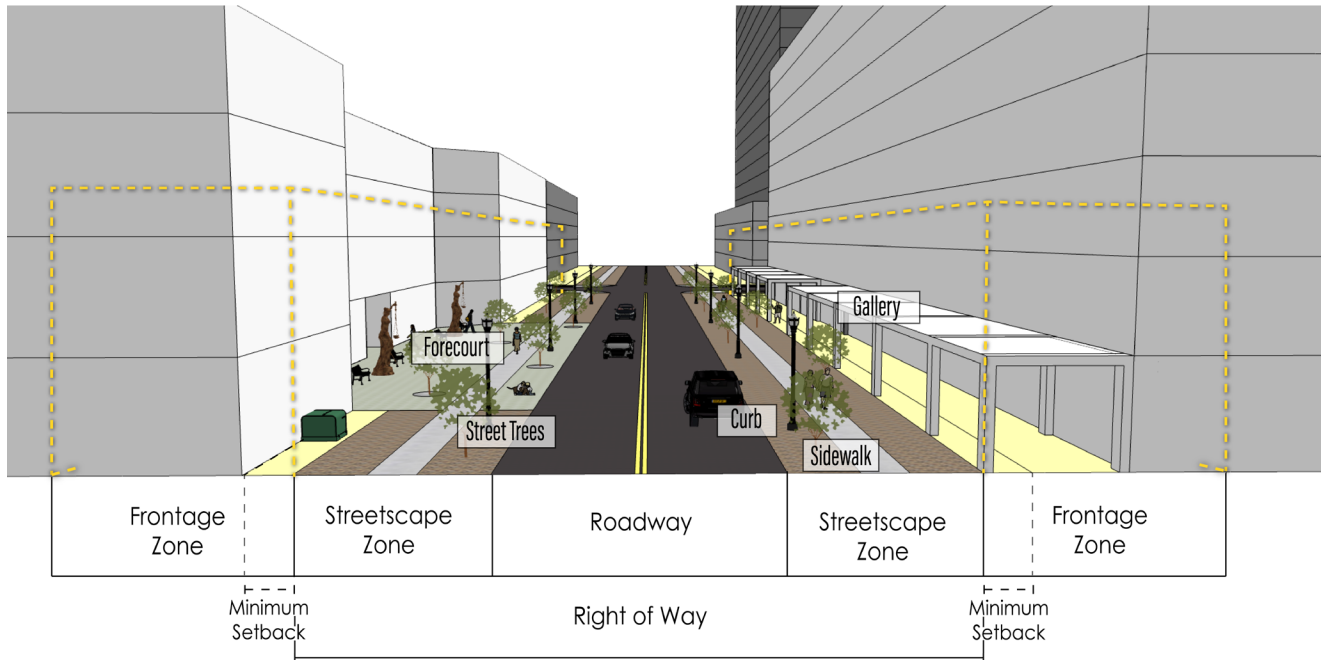 Gallery
Forecourt
Curb
Street Trees
Sidewalk
Frontage
Zone
Streetscape
Zone
Roadway
Streetscape
Zone
Frontage
Zone
Minimum
Setback
Right of Way
Minimum
Setback